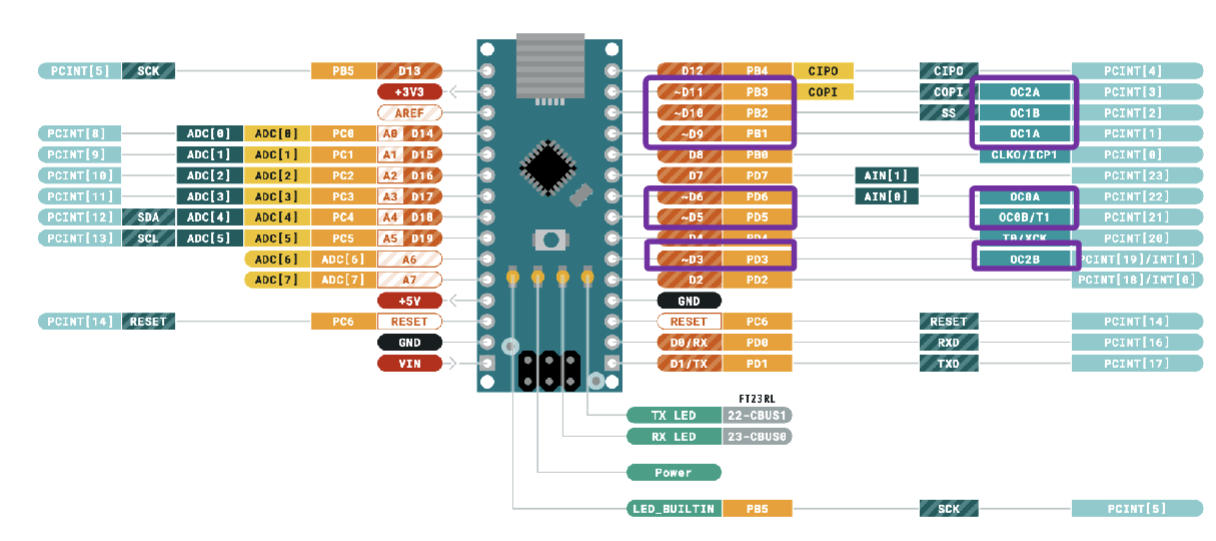 PCINT[5] SCK PB5 D13 D12 PB4 CIPO CIPO PCINT[4]
+3V3 ~D11 PB3 COPI COPI OC2A PCINT[3]
AREF ~D10 PB2 SS OC1B PCINT[2]
PCINT[8] ADC[0] ADC[0] PC0 A0 D14 ~D9 PB1 OC1A PCINT[1]
PCINT[9] ADC[1] ADC[1] PC1 A1 D15 D8 PB0 CLKO/ICP1 PCINT[0]
PCINT[10] ADC[2] ADC[2] PC2 A2 D16 D7 PD7 AIN[1] PCINT[23]
PCINT[11] ADC[3] ADC[3] PC3 A3 D17 ~D6 PD6 AIN[0] OC0A PCINT[22]
PCINT[12] SDA ADC[4] ADC[4] PC4 A4 D18 ~D5 PD5 OC0B/T1 PCINT[21]
PCINT[13] SCL ADC[5] ADC[5] PC5 A5 D19 D4 PD4 T0/XCK PCINT[20]
ADC[6] ADC[6] A6 ~D3 PD3 OC2B PCINT[19]/INT[1]
ADC[7] ADC[7] A7 D2 PD2 PCINT[18]/INT[0]
+5V GND
PCINT[14] RESET PC6 RESET RESET PC6 RESET PCINT[14]
GND D0/RX PD0 RXD PCINT[16]
VIN D1/TX PD1 TXD PCINT[17]
FT23RL
TX LED 22-CBUS1
RX LED 23-CBUS0
Power
LED_BUILTIN PB5 SCK PCINT[5]